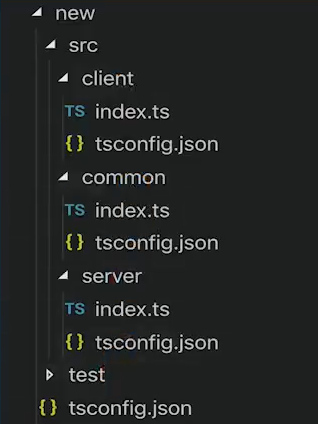 new
src
client
TS index.ts
{} tsconfig.json
common
TS index.ts
{} tsconfig.json
server
TS index.ts
{} tsconfig.json
test
{} tsconfig.json